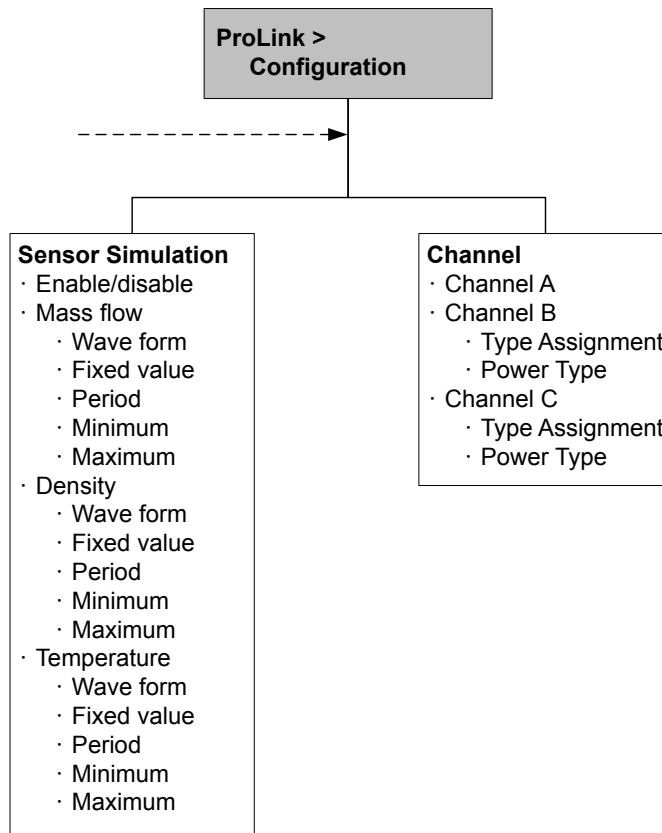 ProLink >
Configuration
Sensor Simulation
· Enable/disable
· Mass flow
· Wave form
· Fixed value
· Period
· Minimum
· Maximum
· Density
· Wave form
· Fixed value
· Period
· Minimum
· Maximum
· Temperature
· Wave form
· Fixed value
· Period
· Minimum
· Maximum
Channel
· Channel A
· Channel B
· Type Assignment
· Power Type
· Channel C
· Type Assignment
· Power Type